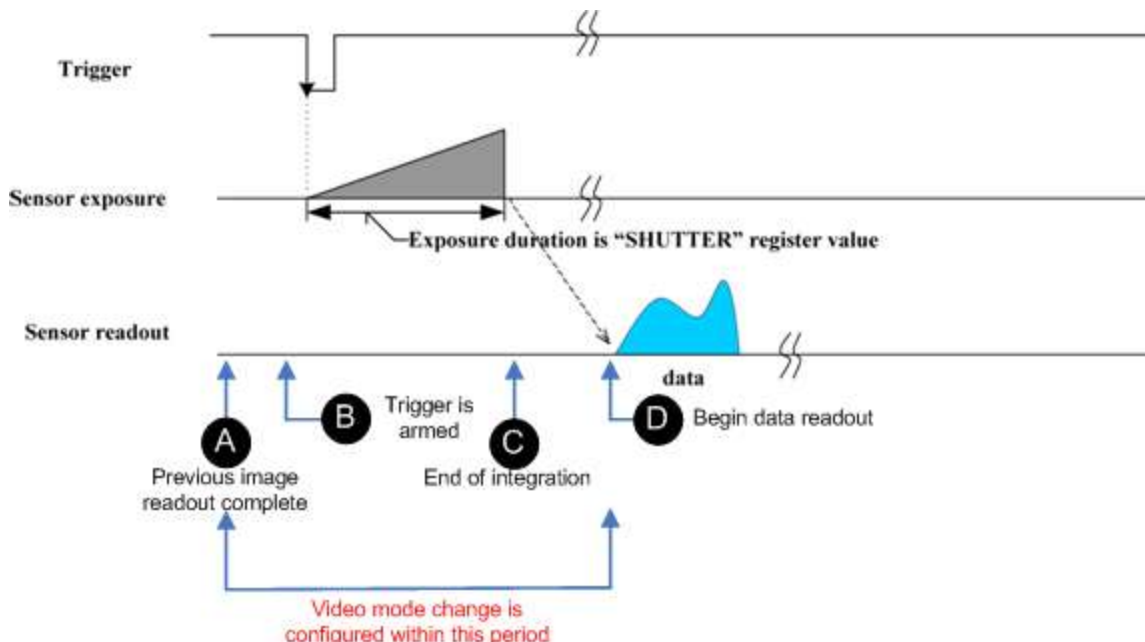 Trigger
Sensor exposure
Exposure duration is “SHUTTER” register value
Sensor readout
data
A
Previous image
readout complete
B
Trigger is
armed
C
End of integration
D
Begin data readout
Video mode change is
configured within this period